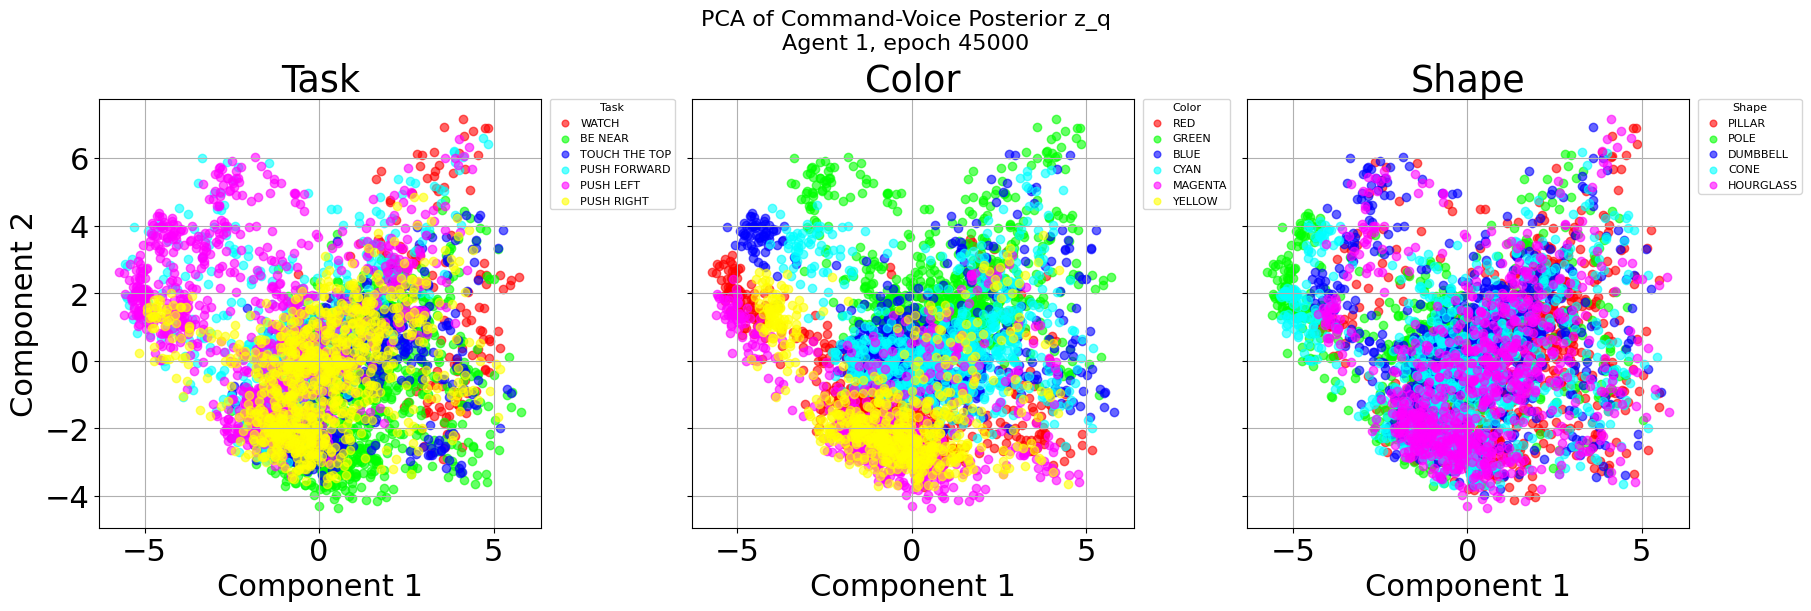 PCA of Command-Voice Posterior z_q
Agent 1, epoch 45000
Task
Component 2
6
4
2
0
−2
−4
−5
0
5
Component 1
Task
WATCH
BE NEAR
TOUCH THE TOP
PUSH FORWARD
PUSH LEFT
PUSH RIGHT
Color
−5
0
5
Component 1
Color
RED
GREEN
BLUE
CYAN
MAGENTA
YELLOW
Shape
−5
0
5
Component 1
Shape
PILLAR
POLE
DUMBBELL
CONE
HOURGLASS